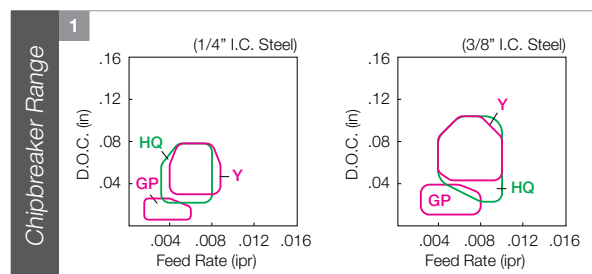 Chipbreaker Range
1
(1/4” I.C. Steel)
.16
.12
.08
.04
D.O.C. (in)
HQ
Y
GP
.004 .008 .012 .016
Feed Rate (ipr)
(3/8” I.C. Steel)
.16
.12
.08
.04
D.O.C. (in)
Y
HQ
GP
.004 .008 .012 .016
Feed Rate (ipr)